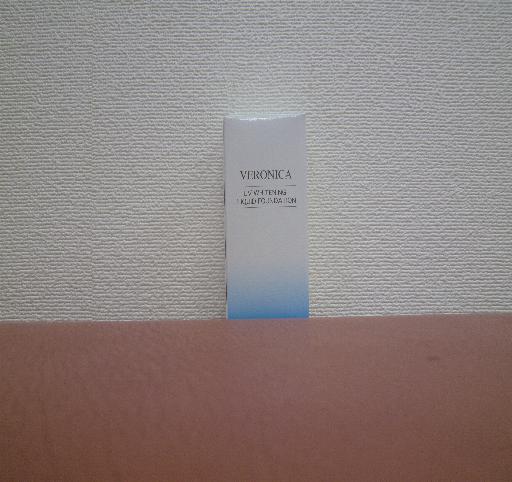 VERONICA
UV WHITENING
LIQUID FOUNDATION